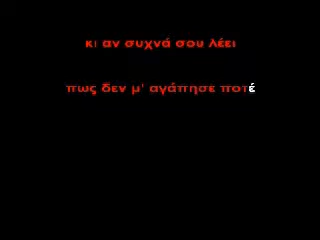 κι αν συχνά σου λέει
πως δεν μ' αγάπησε ποτέ